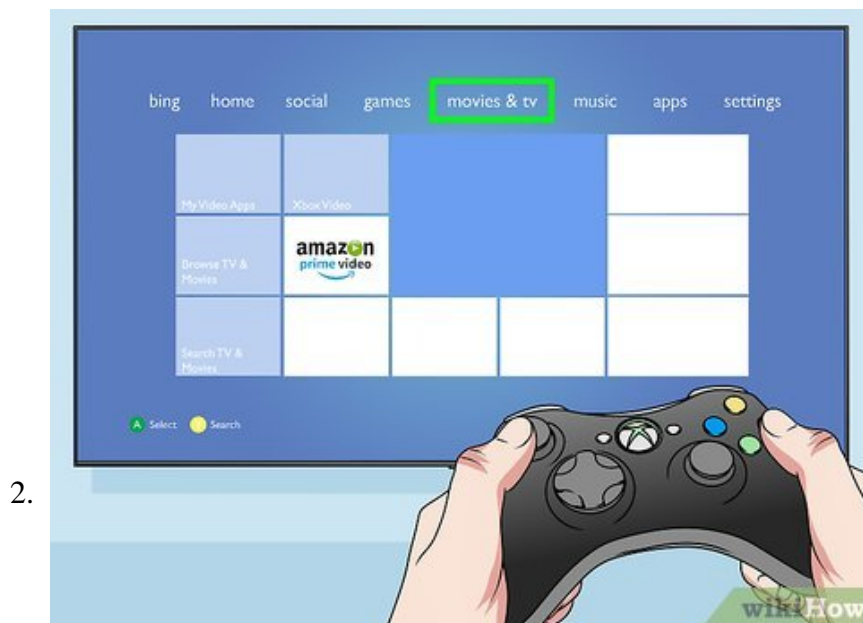 bing home social games movies & tv music apps settings
My Video Apps Xbox Video
amazon
prime video
Browse TV &
Movies
Search TV &
Movies
A Select Y Search
2.
wikiHow